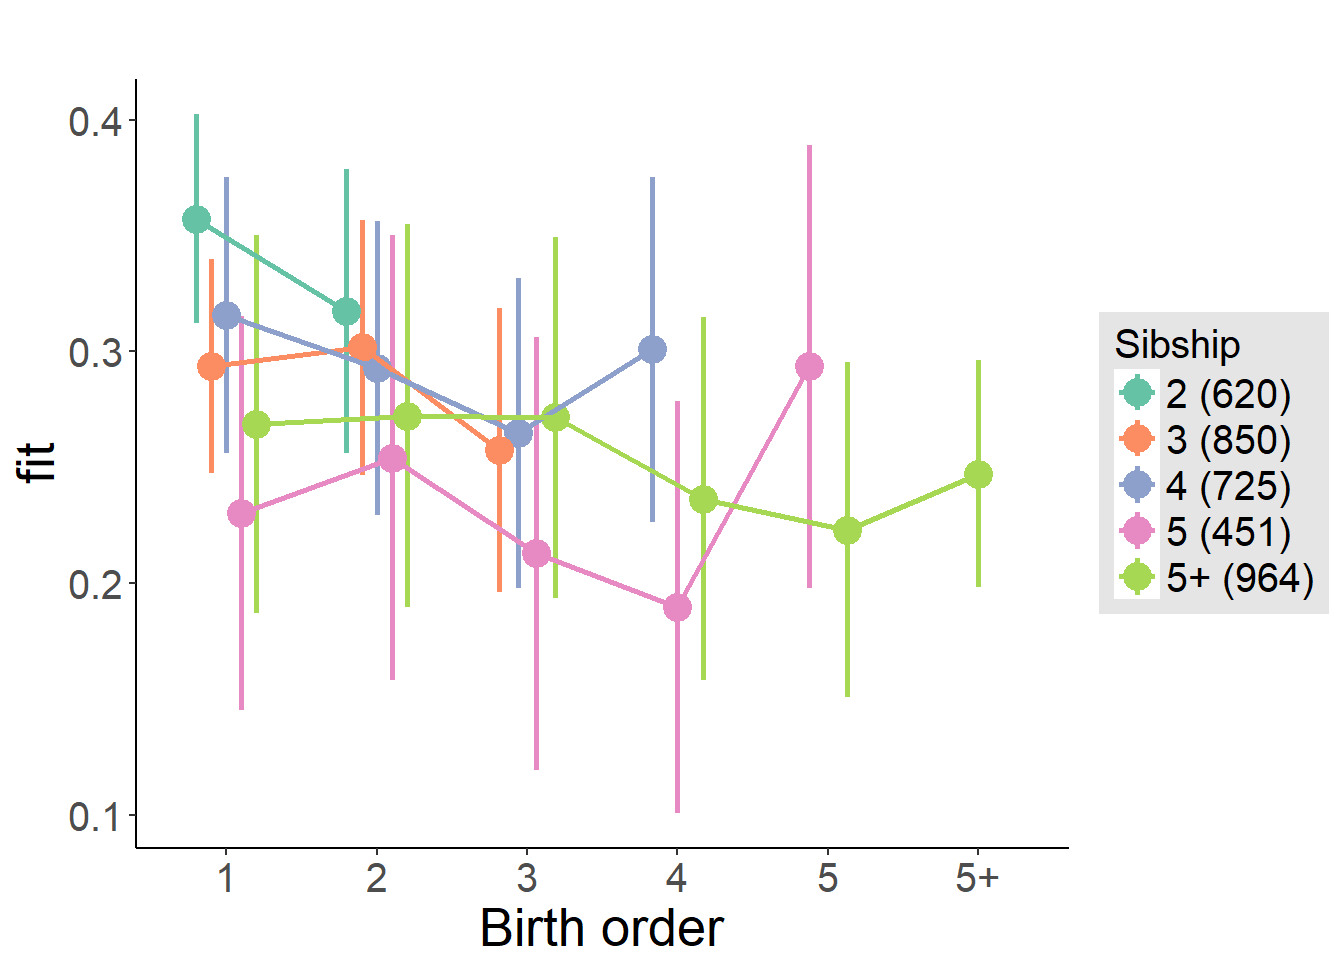 0.4
0.3
0.2
0.1
fit
1 2 3 4 5 5+
Birth order
Sibship
2 (620)
3 (850)
4 (725)
5 (451)
5+ (964)